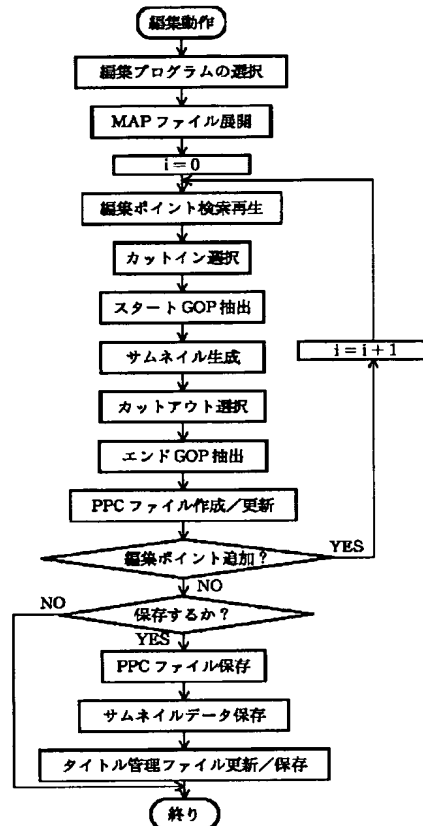 編集動作
編集プログラムの選択
MAPファイル展開
i=0
編集ポイント検索再生
カットイン選択
スタートGOP抽出
サムネイル生成
i=i+1
カットアウト選択
エンドGOP抽出
PPCファイル作成/更新
編集ポイント追加?
YES
NO
保存するか?
NO
YES
PPCファイル保存
サムネイルデータ保存
タイトル管理ファイル更新/保存
終り